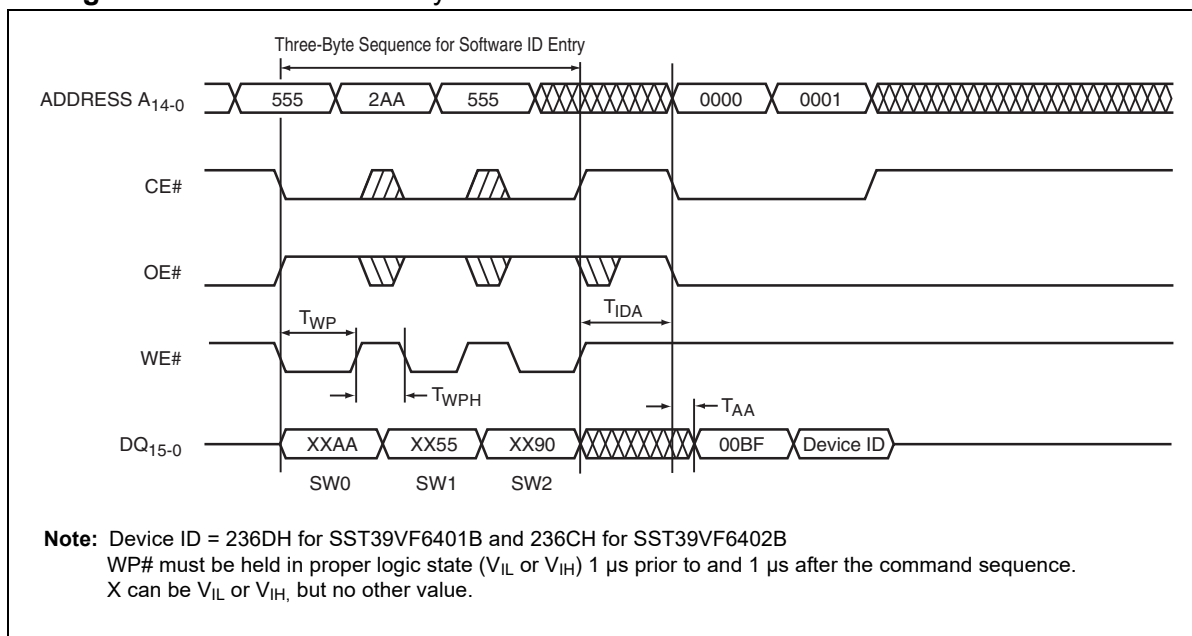 Three-Byte Sequence for Software ID Entry
ADDRESS A14-0 555 2AA 555 0000 0001
CE#
OE#
TWP TIDA
WE#
TWPH TAA
DQ15-0 XXAA XX55 XX90 00BF Device ID
SW0 SW1 SW2
Note: Device ID = 236DH for SST39VF6401B and 236CH for SST39VF6402B
WP# must be held in proper logic state (VIL or VIH) 1 µs prior to and 1 µs after the command sequence.
X can be VIL or VIH, but no other value.